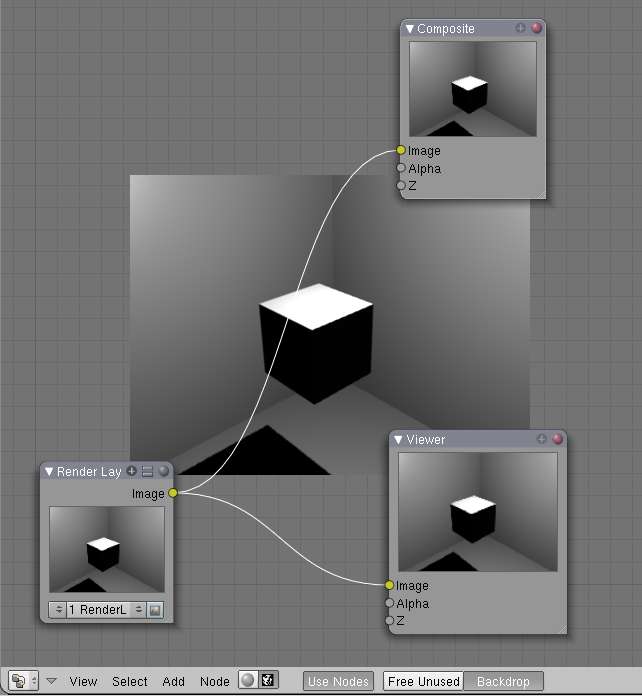 Composite
Image
Alpha
Z
Viewer
Render Lay
Image
1 RenderL
Image
Alpha
Z
View Select Add Node Use Nodes Free Unused Backdrop